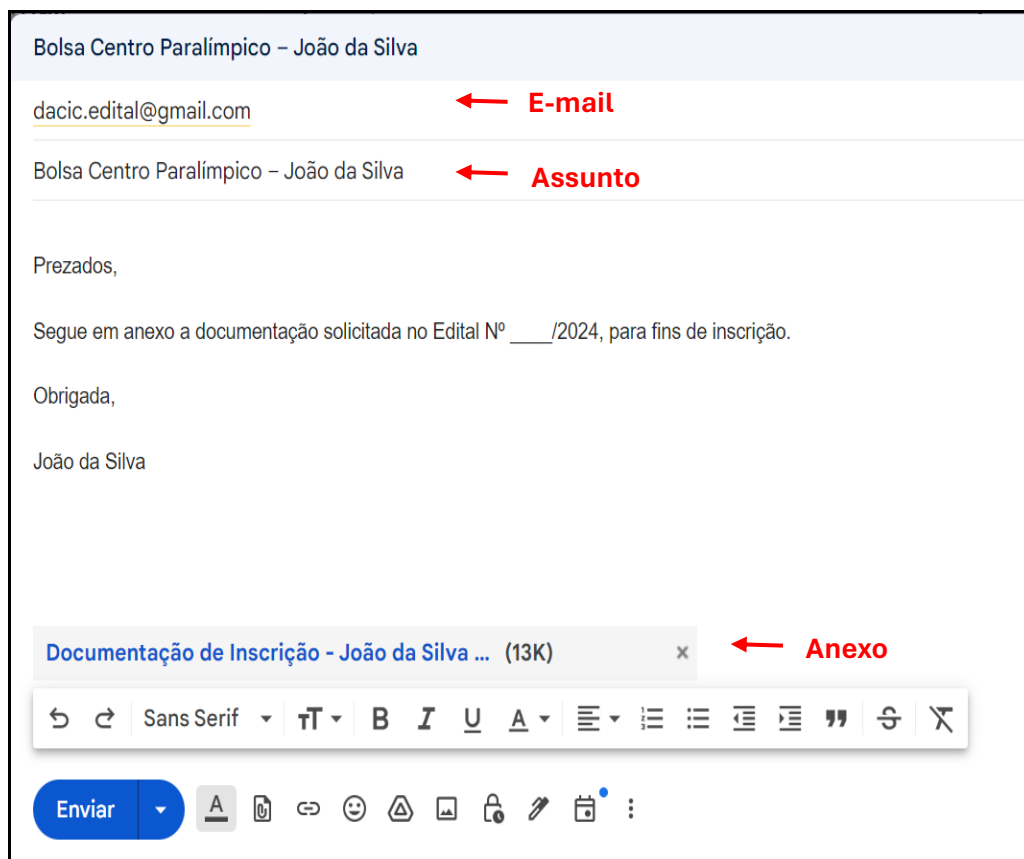 Bolsa Centro Paralímpico – João da Silva
dacic.edital@gmail.com
E-mail
Bolsa Centro Paralímpico – João da Silva
Assunto
Prezados,
Segue em anexo a documentação solicitada no Edital Nº ____/2024, para fins de inscrição.
Obrigada,
João da Silva
Documentação de Inscrição - João da Silva ... (13K)
Anexo
Sans Serif
Enviar